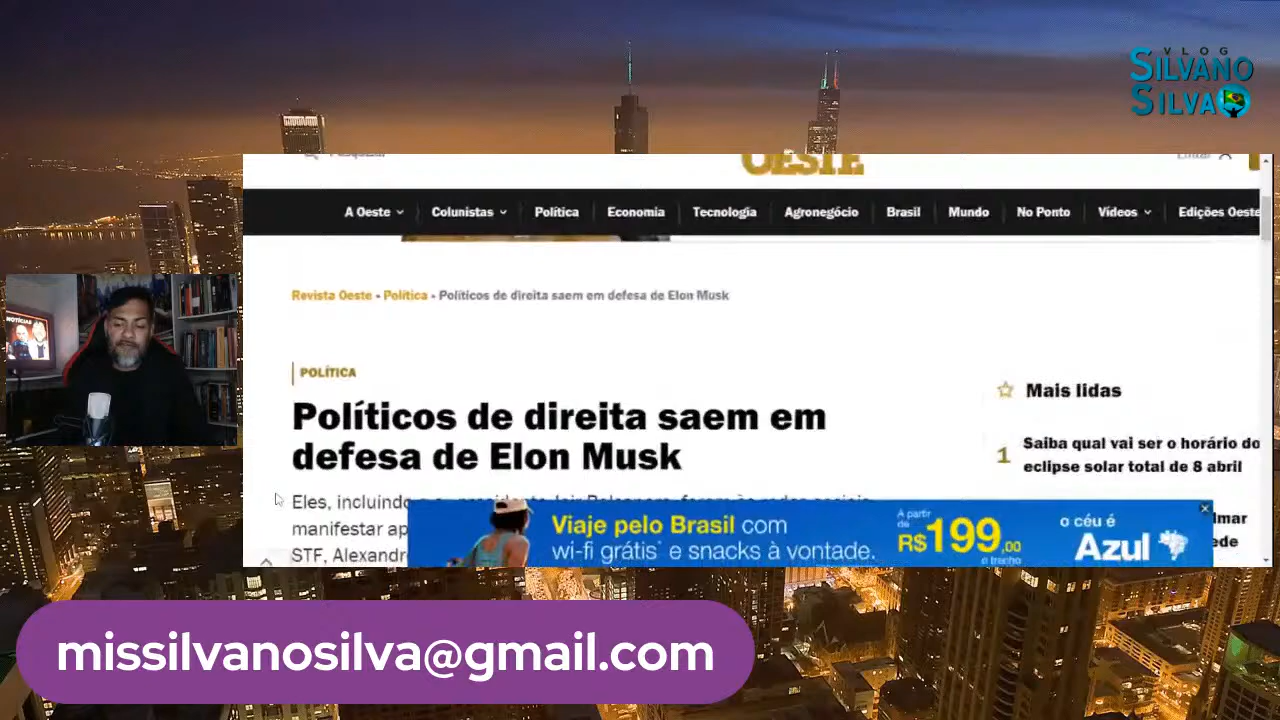 VLOG
SILVANO
SILVA
OESTE
A Oeste
Colunistas
Política
Economia
Tecnologia
Agronegócio
Brasil
Mundo
No Ponto
Vídeos
Edições Oeste
Revista Oeste • Política • Políticos de direita saem em defesa de Elon Musk
POLÍTICA
Políticos de direita saem em
defesa de Elon Musk
Eles, incluindo
manifestar
STF,
Mais lidas
1
Saiba qual vai ser o horário do
eclipse solar total de 8 abril
Viaje pelo Brasil com
wi-fi grátis* e snacks à vontade.
A partir
de
R$199,00
o trecho
o céu é
Azul
NOTÍCIAS
missilvanosilva@gmail.com